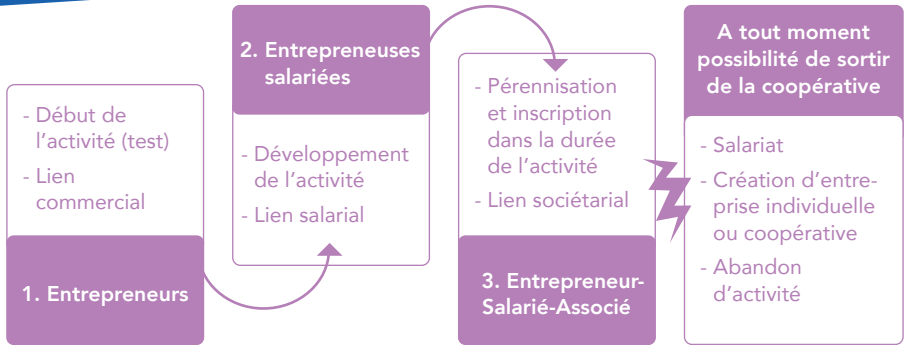 - Début de
l'activité (test)
- Lien
commercial
1. Entrepreneurs
2. Entrepreneuses
salariées
- Développement
de l'activité
- Lien salarial
- Pérennisation
et inscription
dans la durée
de l'activité
- Lien sociétarial
3. Entrepreneur-
Salarié-Associé
A tout moment
possibilité de sortir
de la coopérative
- Salariat
- Création d'entre-
prise individuelle
ou coopérative
- Abandon
d'activité